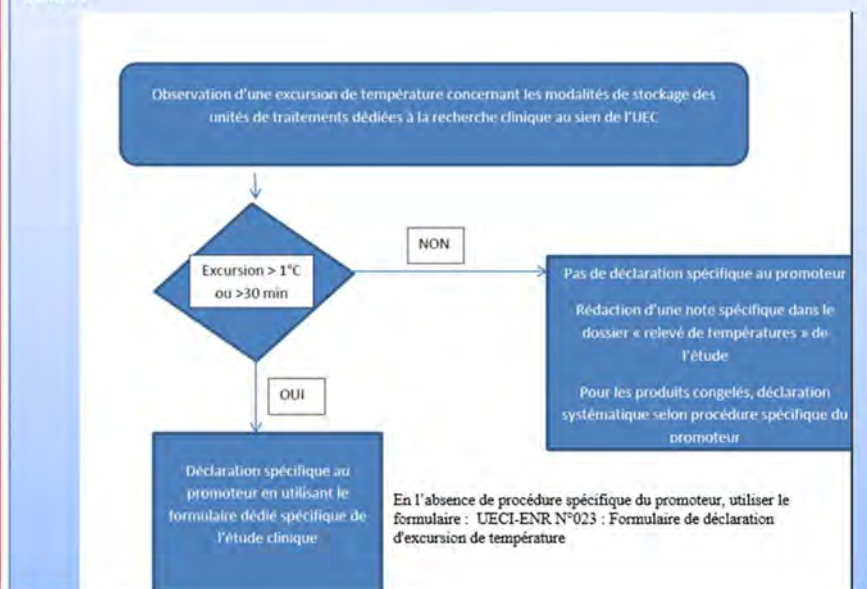 Observation d'une excursion de température concernant les modalités de stockage des
unités de traitements dédiées à la recherche clinique au sien de l'UEC
NON
Excursion > 1°C
ou >30 min
Pas de déclaration spécifique au promoteur
Rédaction d'une note spécifique dans le
dossier « relevé de températures » de
l'étude
Pour les produits congelés, déclaration
systématique selon procédure spécifique du
promoteur
OUI
Déclaration spécifique au
promoteur en utilisant le
formulaire dédié spécifique de
l'étude clinique
En l'absence de procédure spécifique du promoteur, utiliser le
formulaire : UECI-ENR N°023 : Formulaire de déclaration
d'excursion de température